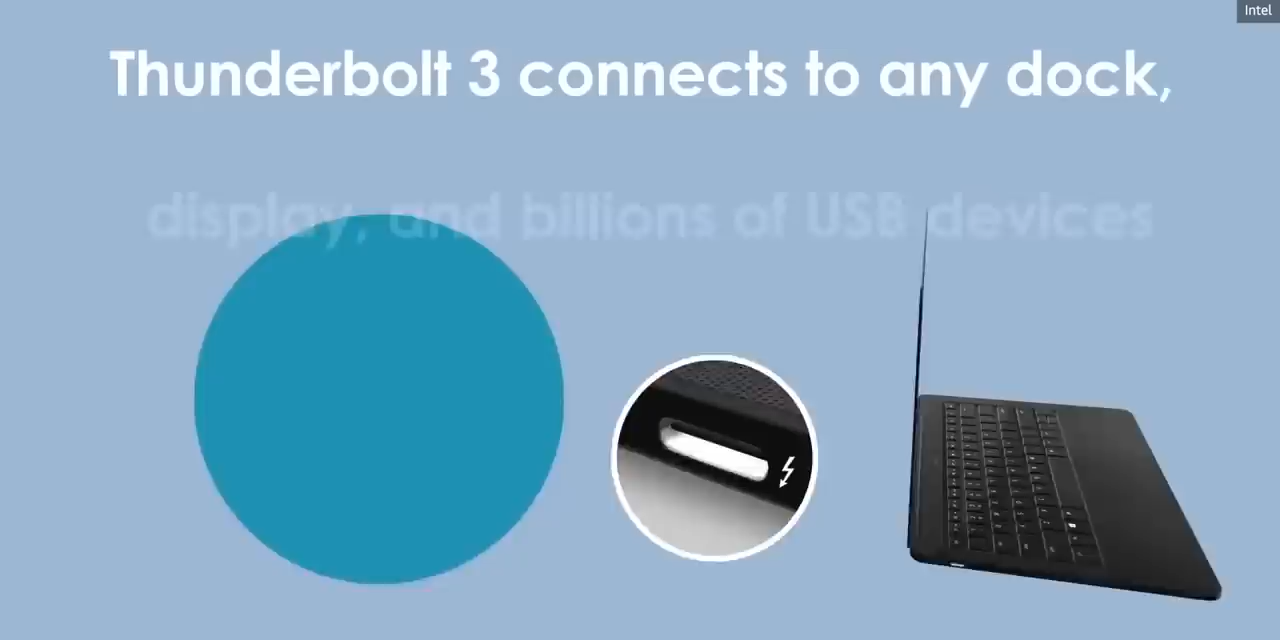 Intel
Thunderbolt 3 connects to any dock,
display, and billions of USB devices